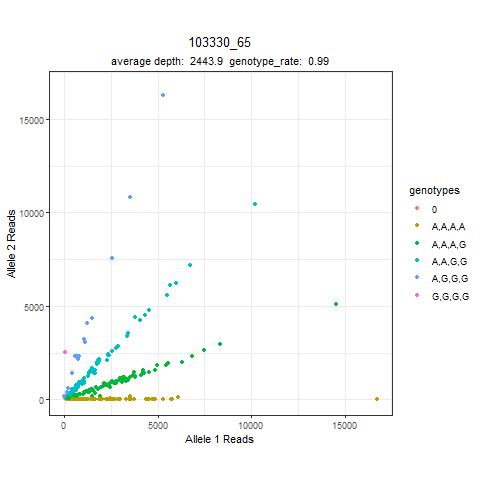 103330_65
average depth:  2443.9  genotype_rate:  0.99
Allele 2 Reads
15000
10000
5000
0
0 5000 10000 15000
Allele 1 Reads
genotypes
0
A,A,A,A
A,A,A,G
A,A,G,G
A,G,G,G
G,G,G,G